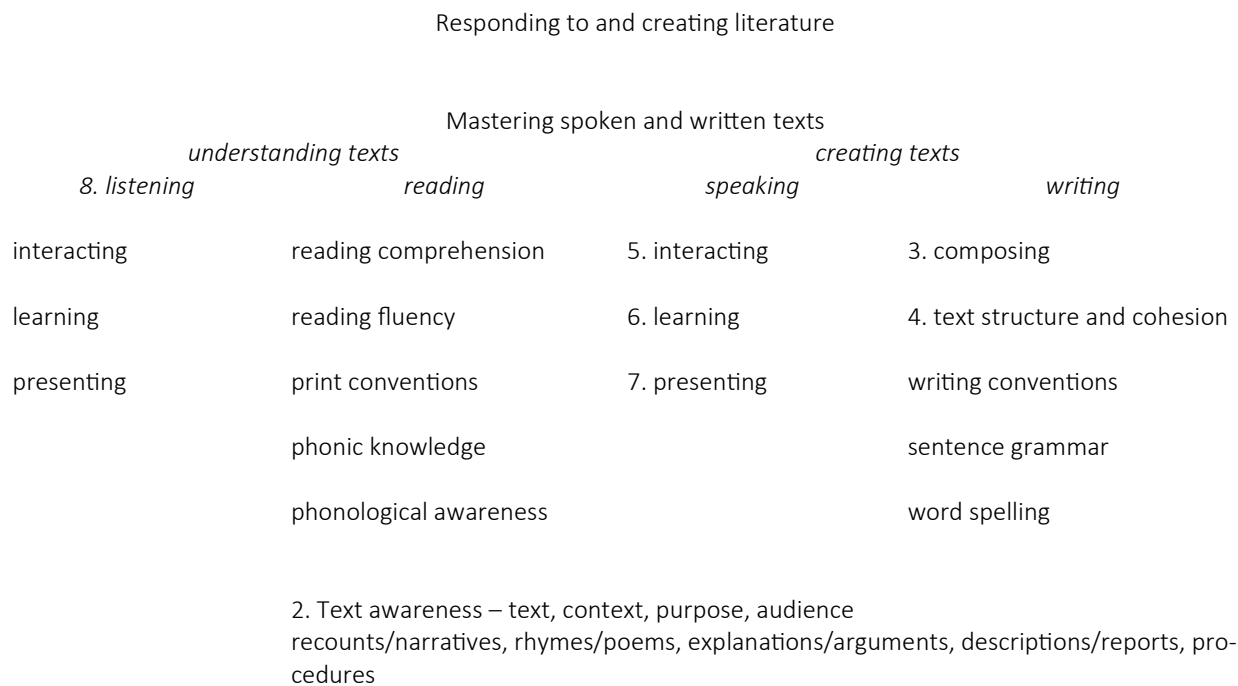 Responding to and creating literature
Mastering spoken and written texts
understanding texts creating texts
8. listening reading speaking writing
interacting reading comprehension 5. interacting 3. composing
learning reading fluency 6. learning 4. text structure and cohesion
presenting print conventions 7. presenting writing conventions
phonic knowledge sentence grammar
phonological awareness word spelling
2. Text awareness – text, context, purpose, audience
recounts/narratives, rhymes/poems, explanations/arguments, descriptions/reports, pro-
cedures